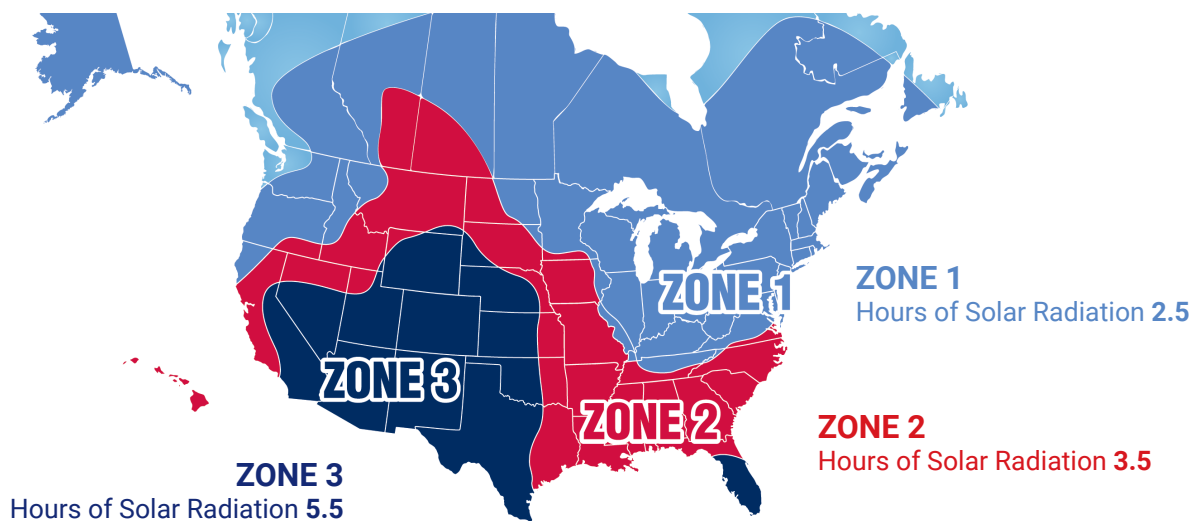 ZONE 1
ZONE 1
Hours of Solar Radiation 2.5
ZONE 3
ZONE 2
ZONE 2
Hours of Solar Radiation 3.5
ZONE 3
Hours of Solar Radiation 5.5